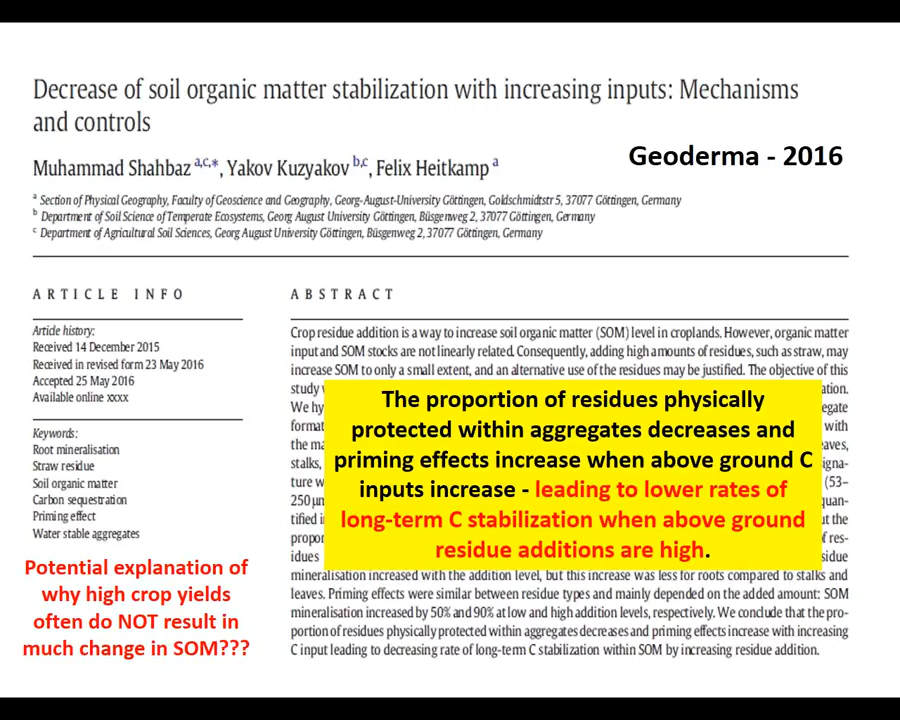 Decrease of soil organic matter stabilization with increasing inputs: Mechanisms
and controls
Muhammad Shahbaz a,c,*, Yakov Kuzyakov b,c, Felix Heitkamp a
Geoderma - 2016
a Section of Physical Geography, Faculty of Geoscience and Geography, Georg-August-University Göttingen, Goldschmidtstr 5, 37077 Göttingen, Germany
b Department of Soil Science of Temperate Ecosystems, Georg August University Göttingen, Büsgenweg 2, 37077 Göttingen, Germany
c Department of Agricultural Soil Sciences, Georg August University Göttingen, Büsgenweg 2, 37077 Göttingen, Germany
ARTICLE INFO
Article history:
Received 14 December 2015
Received in revised form 23 May 2016
Accepted 25 May 2016
Available online xxxx
Keywords:
Root mineralisation
Straw residue
Soil organic matter
Carbon sequestration
Priming effect
Water stable aggregates
Potential explanation of
why high crop yields
often do NOT result in
much change in SOM???
ABSTRACT
Crop residue addition is a way to increase soil organic matter (SOM) level in croplands. However, organic matter
input and SOM stocks are not linearly related. Consequently, adding high amounts of residues, such as straw, may
increase SOM to only a small extent, and an alternative use of the residues may be justified. The objective of this
study
We hy
format
the ma
stalks,
ture w
250 µm
tified i
propor
idues
The proportion of residues physically
protected within aggregates decreases and
priming effects increase when above ground C
inputs increase - leading to lower rates of
long-term C stabilization when above ground
residue additions are high.
ation.
egate
with
eaves,
igna-
(53–
quan-
t the
of res-
sidue
mineralisation increased with the addition level, but this increase was less for roots compared to stalks and
leaves. Priming effects were similar between residue types and mainly depended on the added amount: SOM
mineralisation increased by 50% and 90% at low and high addition levels, respectively. We conclude that the pro-
portion of residues physically protected within aggregates decreases and priming effects increase with increasing
C input leading to decreasing rate of long-term C stabilization within SOM by increasing residue addition.